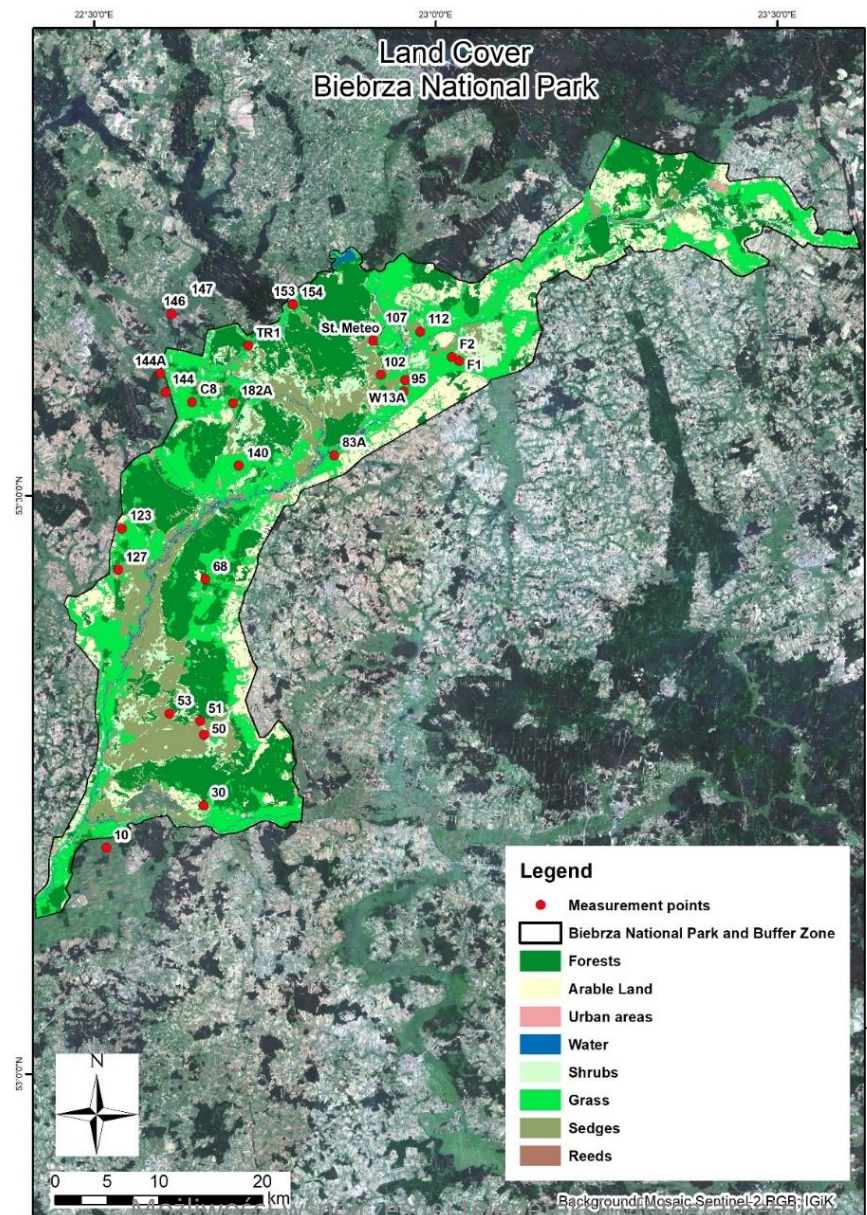 22°30'0"E 23°0'0"E 23°30'0"E
Land Cover
Biebrza National Park
147
146
153 154
107
112
St. Meteo
TR1
F2
F1
144A
102
95
144
C8
182A
W13A
83A
140
53°30'0"N
123
127
68
53
51
50
30
10
Legend
Measurement points
Biebrza National Park and Buffer Zone
Forests
Arable Land
Urban areas
Water
Shrubs
Grass
Sedges
Reeds
53°0'0"N
N
0 5 10 20
km
Background: Mosaic Sentinel-2 RGB; IGiK